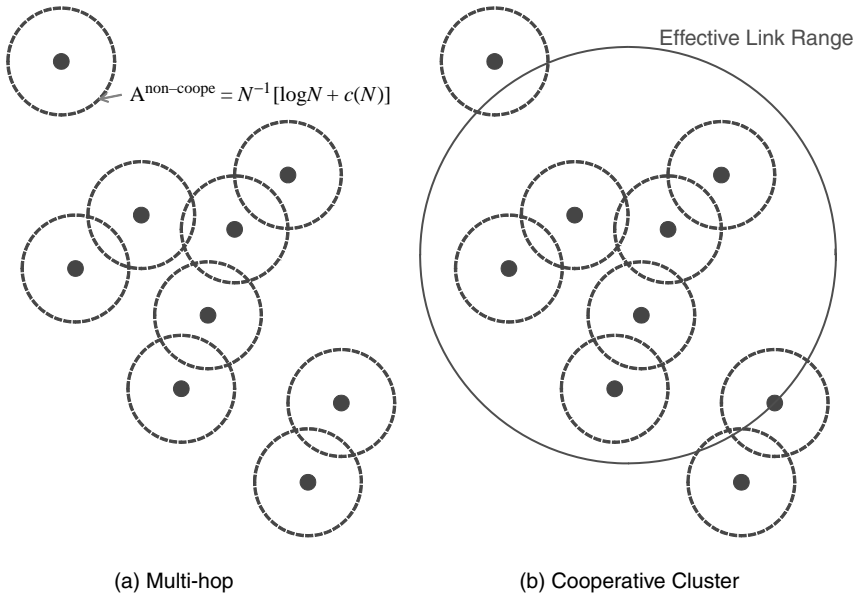 Effective Link Range
A^non–coope = N^−1 [logN + c(N)]
(a) Multi-hop
(b) Cooperative Cluster